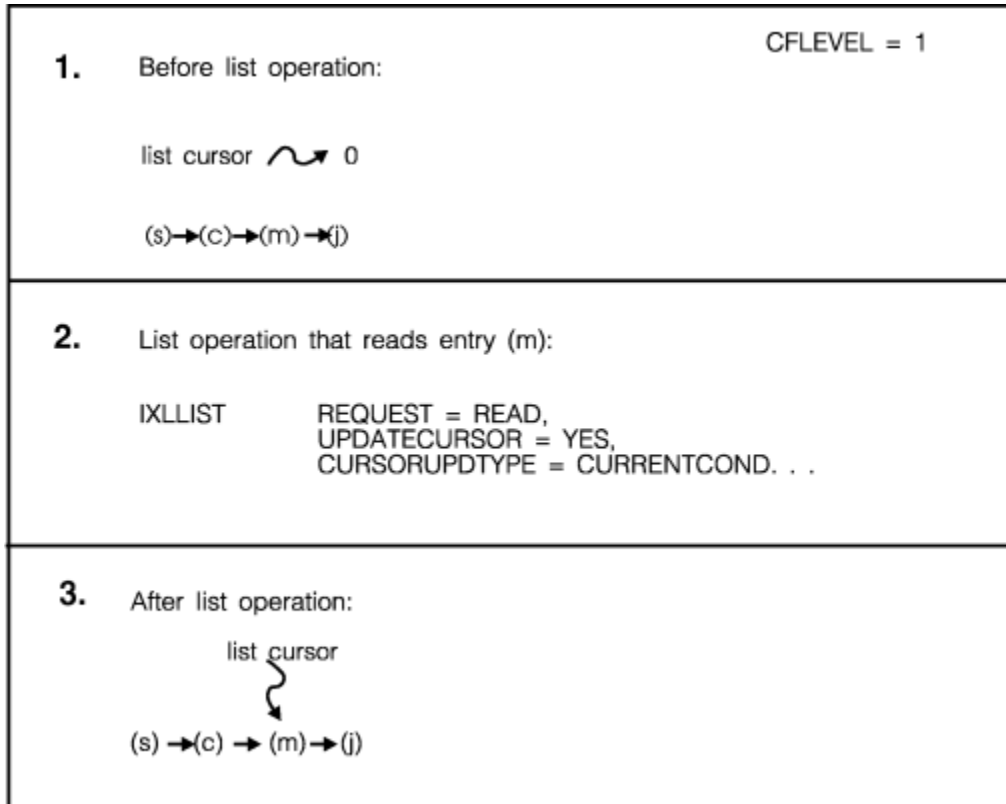 CFLEVEL = 1
1. Before list operation:
list cursor 0
(s)→(c)→(m)→(j)
2. List operation that reads entry (m):
IXLLIST REQUEST = READ,
UPDATECURSOR = YES,
CURSORUPDTYPE = CURRENTCOND. . .
3. After list operation:
list cursor
(s) →(c) → (m)→(j)